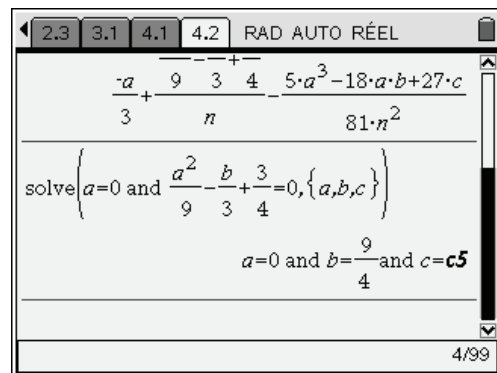 2.3 3.1 4.1 4.2 RAD AUTO RÉEL
-a/3 + (/9 - /3 + /4)/n - (5·a^3-18·a·b+27·c)/(81·n^2)
solve(a=0 and a^2/9 - b/3 + 3/4=0,{a,b,c})
a=0 and b=9/4 and c=c5
4/99